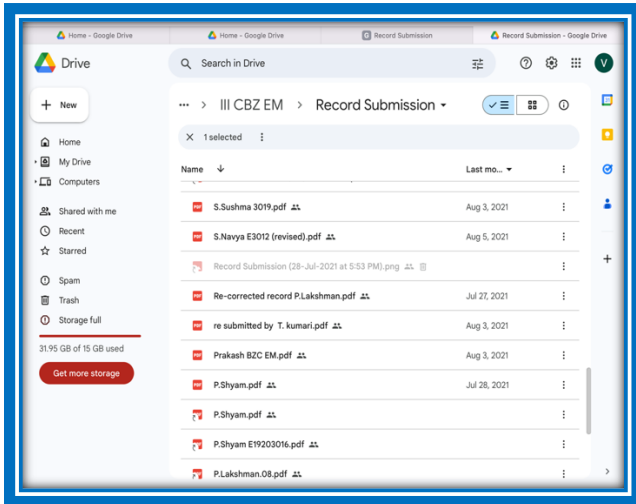 Home - Google Drive
Home - Google Drive
Record Submission
Record Submission - Google Drive
Drive
Search in Drive
V
New
III CBZ EM > Record Submission
1 selected
Home
My Drive
Computers
Shared with me
Recent
Starred
Spam
Trash
Storage full
31.95 GB of 15 GB used
Get more storage
Name
Last mo...
S.Sushma 3019.pdf
Aug 3, 2021
S.Navya E3012 (revised).pdf
Aug 5, 2021
Record Submission (28-Jul-2021 at 5:53 PM).png
Re-corrected record P.Lakshman.pdf
Jul 27, 2021
re submitted by T. kumari.pdf
Aug 3, 2021
Prakash BZC EM.pdf
Aug 3, 2021
P.Shyam.pdf
Jul 28, 2021
P.Shyam.pdf
P.Shyam E19203016.pdf
P.Lakshman.08.pdf